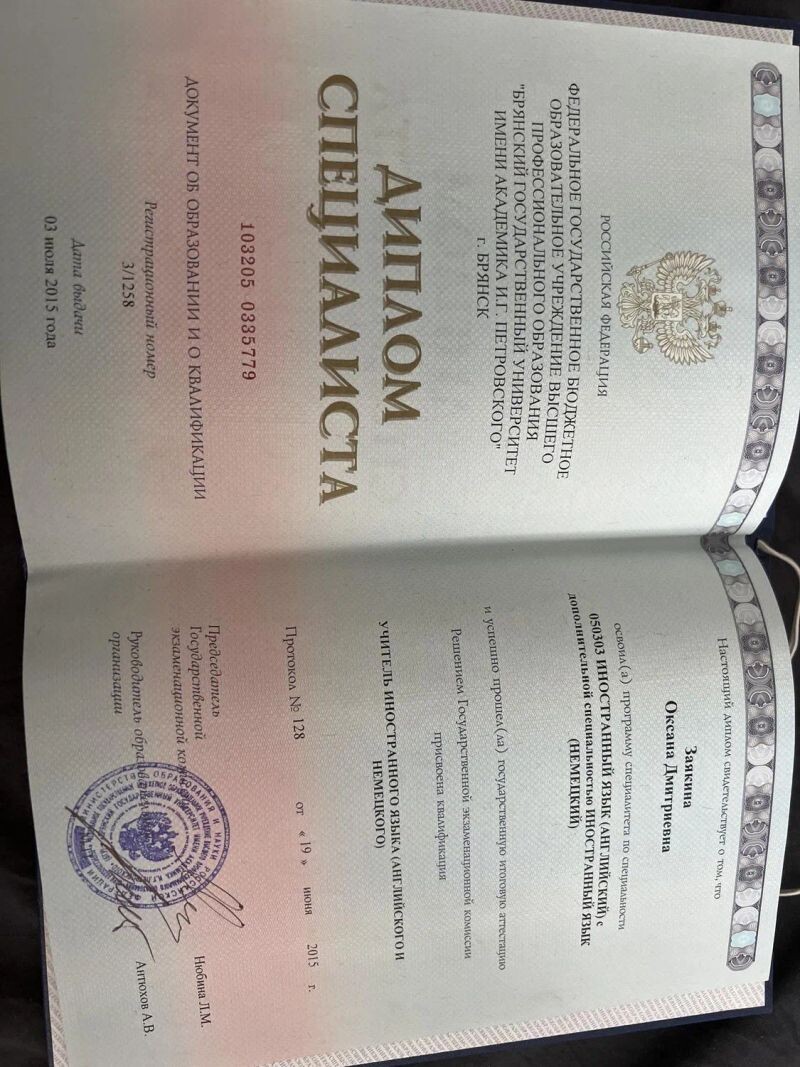 РОССИЙСКАЯ ФЕДЕРАЦИЯ
ФЕДЕРАЛЬНОЕ ГОСУДАРСТВЕННОЕ БЮДЖЕТНОЕ
ОБРАЗОВАТЕЛЬНОЕ УЧРЕЖДЕНИЕ ВЫСШЕГО
ПРОФЕССИОНАЛЬНОГО ОБРАЗОВАНИЯ
"БРЯНСКИЙ ГОСУДАРСТВЕННЫЙ УНИВЕРСИТЕТ
ИМЕНИ АКАДЕМИКА И.Г. ПЕТРОВСКОГО"
г. БРЯНСК
ДИПЛОМ
СПЕЦИАЛИСТА
103205 0385779
ДОКУМЕНТ ОБ ОБРАЗОВАНИИ И О КВАЛИФИКАЦИИ
Регистрационный номер
3/1258
Дата выдачи
03 июля 2015 года
Настоящий диплом свидетельствует о том, что
Заякина
Оксана Дмитриевна
освоил(а) программу специалитета по специальности
050303 ИНОСТРАННЫЙ ЯЗЫК (АНГЛИЙСКИЙ) с
дополнительной специальностью ИНОСТРАННЫЙ ЯЗЫК
(НЕМЕЦКИЙ)
и успешно прошел(ла) государственную итоговую аттестацию
Решением Государственной экзаменационной комиссии
присвоена квалификация
УЧИТЕЛЬ ИНОСТРАННОГО ЯЗЫКА (АНГЛИЙСКОГО И
НЕМЕЦКОГО)
Протокол № 128 от « 19 » июня 2015 г.
Председатель
Государственной
экзаменационной Нюбина Л.М.
Руководитель
организации Антюхов А.В.